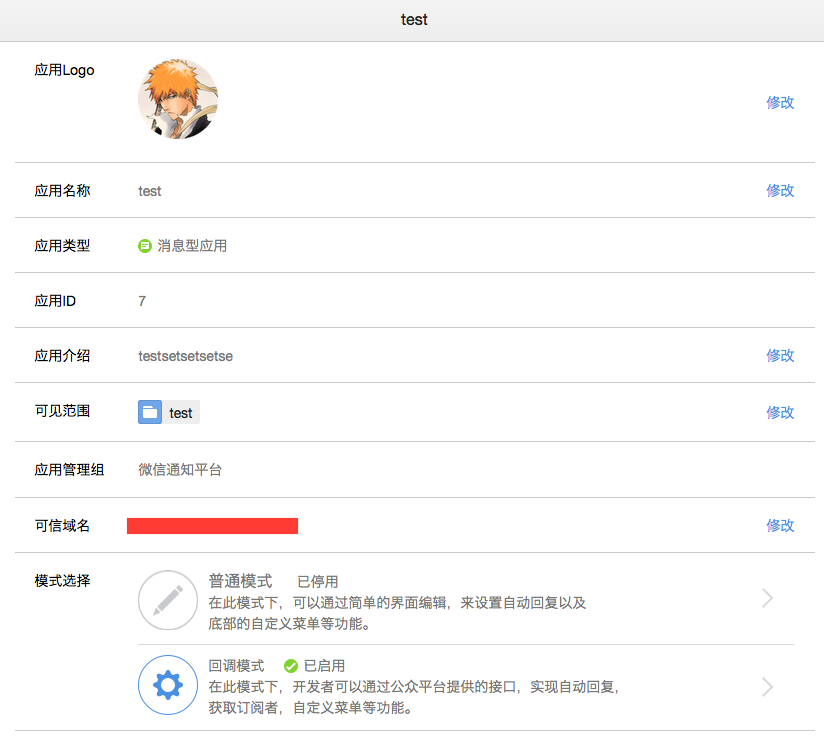 test
应用Logo
修改
应用名称 test 修改
应用类型 消息型应用
应用ID 7
应用介绍 testsetsetsetse 修改
可见范围 test 修改
应用管理组 微信通知平台
可信域名 修改
模式选择 普通模式 已停用
在此模式下，可以通过简单的界面编辑，来设置自动回复以及
底部的自定义菜单等功能。
回调模式 已启用
在此模式下，开发者可以通过公众平台提供的接口，实现自动回复，
获取订阅者，自定义菜单等功能。